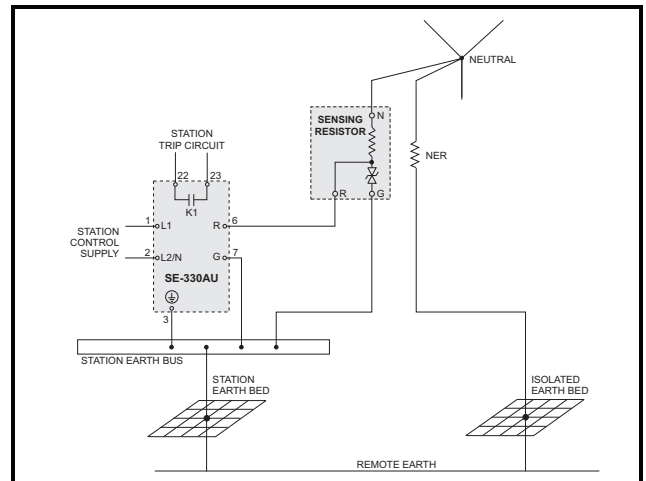 NEUTRAL
N
SENSING
RESISTOR
R
G
NER
STATION
TRIP CIRCUIT
22
23
K1
STATION
CONTROL
SUPPLY
1
L1
2
L2/N
R
6
G
7
SE-330AU
3
STATION EARTH BUS
STATION
EARTH BED
ISOLATED
EARTH BED
REMOTE EARTH